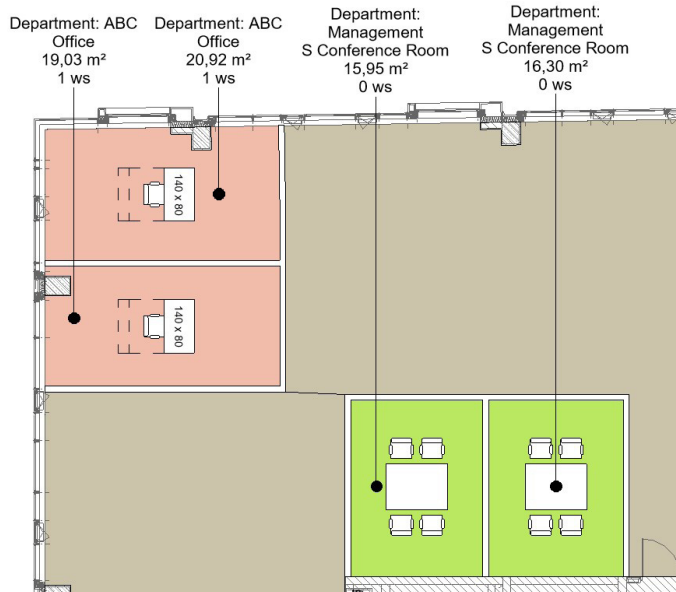 Department: ABC
Office
19,03 m²
1 ws
Department: ABC
Office
20,92 m²
1 ws
Department:
Management
S Conference Room
15,95 m²
0 ws
Department:
Management
S Conference Room
16,30 m²
0 ws
140 x 80
140 x 80